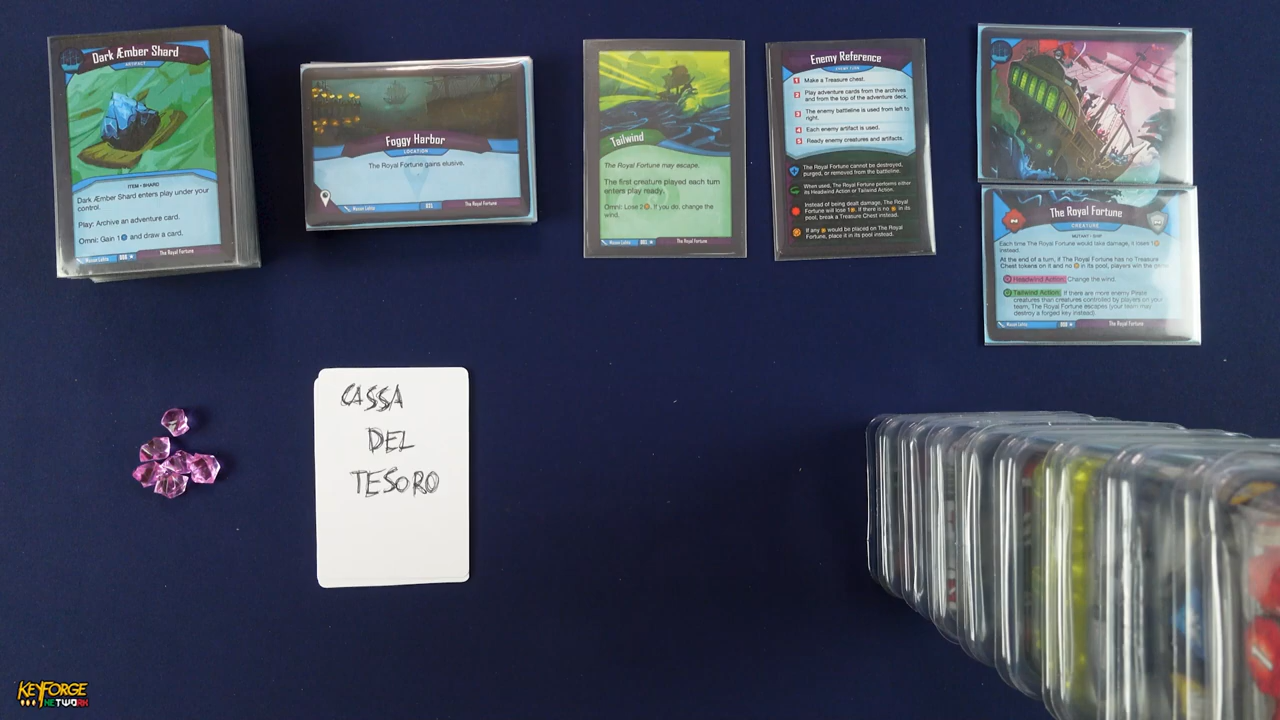 Dark Æmber Shard
ARTIFACT
ITEM • SHARD
Dark Æmber Shard enters play under your
control.
Play: Archive an adventure card.
Omni: Gain 1 and draw a card.
The Royal Fortune
Foggy Harbor
LOCATION
The Royal Fortune gains elusive.
The Royal Fortune
Tailwind
The Royal Fortune may escape.
The first creature played each turn
enters play ready.
Omni: Lose 2. If you do, change the
wind.
The Royal Fortune
Enemy Reference
ENEMY TURN
1 Make a Treasure chest.
2 Play adventure cards from the archives
and from the top of the adventure deck.
3 The enemy battleline is used from left to
right.
4 Each enemy artifact is used.
5 Ready enemy creatures and artifacts.
The Royal Fortune cannot be destroyed,
purged, or removed from the battleline.
When used, The Royal Fortune performs either
its Headwind Action or Tailwind Action.
Instead of being dealt damage, The Royal
Fortune will lose 1. If there is no in its
pool, break a Treasure Chest instead.
If any would be placed on The Royal
Fortune, place it in its pool instead.
The Royal Fortune
CREATURE
MUTANT • SHIP
Each time The Royal Fortune would take damage, it loses 1
instead.
At the end of a turn, if The Royal Fortune has no Treasure
Chest tokens on it and no in its pool, players win the game.
Headwind Action: Change the wind.
Tailwind Action: If there are more enemy Pirate
creatures than creatures controlled by players on your
team, The Royal Fortune escapes (your team may
destroy a forged key instead).
The Royal Fortune
CASSA
DEL
TESORO
KEYFORGE
NETWORK